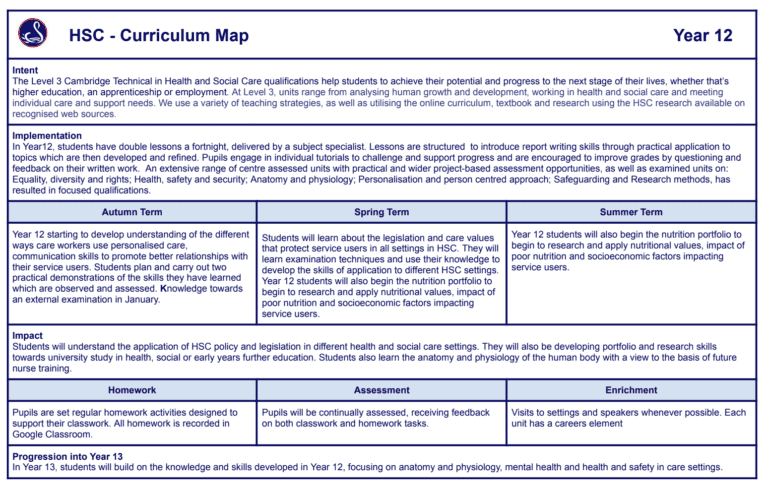 HSC - Curriculum Map
Year 12
Intent
The Level 3 Cambridge Technical in Health and Social Care qualifications help students to achieve their potential and progress to the next stage of their lives, whether that's
higher education, an apprenticeship or employment. At Level 3, units range from analysing human growth and development, working in health and social care and meeting
individual care and support needs. We use a variety of teaching strategies, as well as utilising the online curriculum, textbook and research using the HSC research available on
recognised web sources.
Implementation
In Year12, students have double lessons a fortnight, delivered by a subject specialist. Lessons are structured to introduce report writing skills through practical application to
topics which are then developed and refined. Pupils engage in individual tutorials to challenge and support progress and are encouraged to improve grades by questioning and
feedback on their written work. An extensive range of centre assessed units with practical and wider project-based assessment opportunities, as well as examined units on:
Equality, diversity and rights; Health, safety and security; Anatomy and physiology; Personalisation and person centred approach; Safeguarding and Research methods, has
resulted in focused qualifications.
Autumn Term
Spring Term
Summer Term
Year 12 starting to develop understanding of the different
ways care workers use personalised care,
communication skills to promote better relationships with
their service users. Students plan and carry out two
practical demonstrations of the skills they have learned
which are observed and assessed. Knowledge towards
an external examination in January.
Students will learn about the legislation and care values
that protect service users in all settings in HSC. They will
learn examination techniques and use their knowledge to
develop the skills of application to different HSC settings.
Year 12 students will also begin the nutrition portfolio to
begin to research and apply nutritional values, impact of
poor nutrition and socioeconomic factors impacting
service users.
Year 12 students will also begin the nutrition portfolio to
begin to research and apply nutritional values, impact of
poor nutrition and socioeconomic factors impacting
service users.
Impact
Students will understand the application of HSC policy and legislation in different health and social care settings. They will also be developing portfolio and research skills
towards university study in health, social or early years further education. Students also learn the anatomy and physiology of the human body with a view to the basis of future
nurse training.
Homework
Assessment
Enrichment
Pupils are set regular homework activities designed to
support their classwork. All homework is recorded in
Google Classroom.
Pupils will be continually assessed, receiving feedback
on both classwork and homework tasks.
Visits to settings and speakers whenever possible. Each
unit has a careers element
Progression into Year 13
In Year 13, students will build on the knowledge and skills developed in Year 12, focusing on anatomy and physiology, mental health and health and safety in care settings.